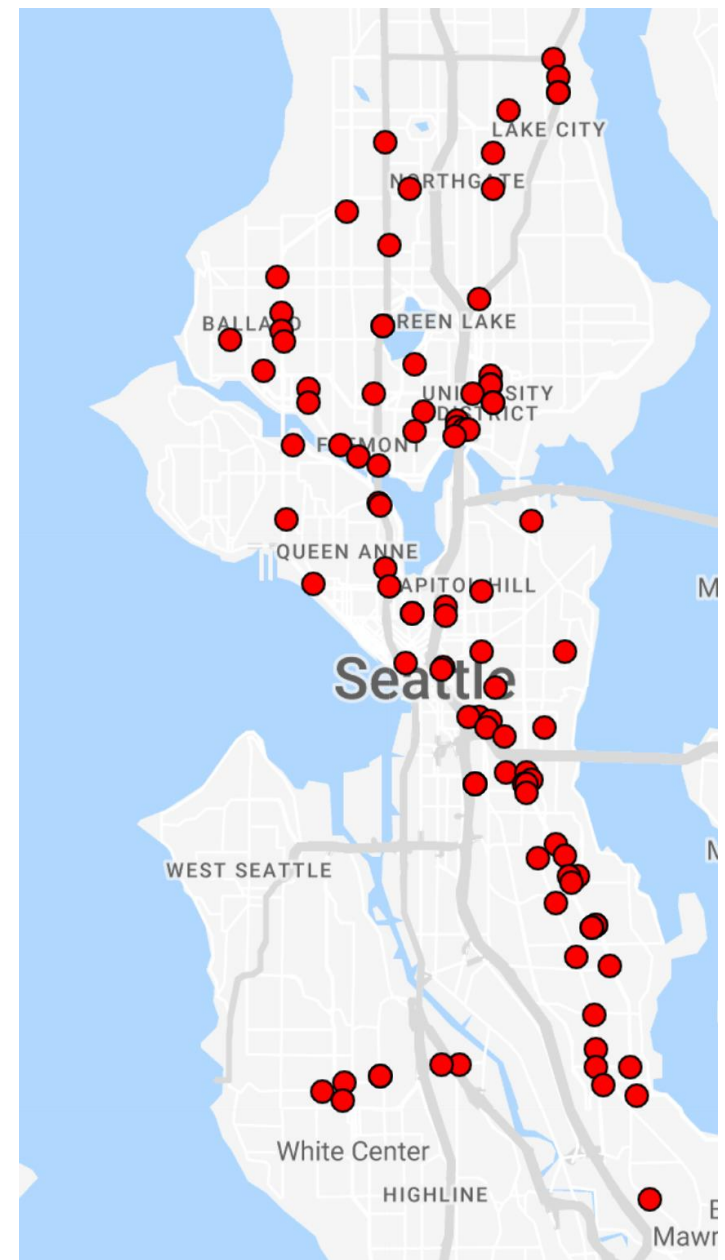 LAKE CITY
NORTHGATE
BALLARD
GREEN LAKE
UNIVERSITY
DISTRICT
FREMONT
QUEEN ANNE
CAPITOL HILL
M
Seattle
M
WEST SEATTLE
White Center
HIGHLINE
Mawr